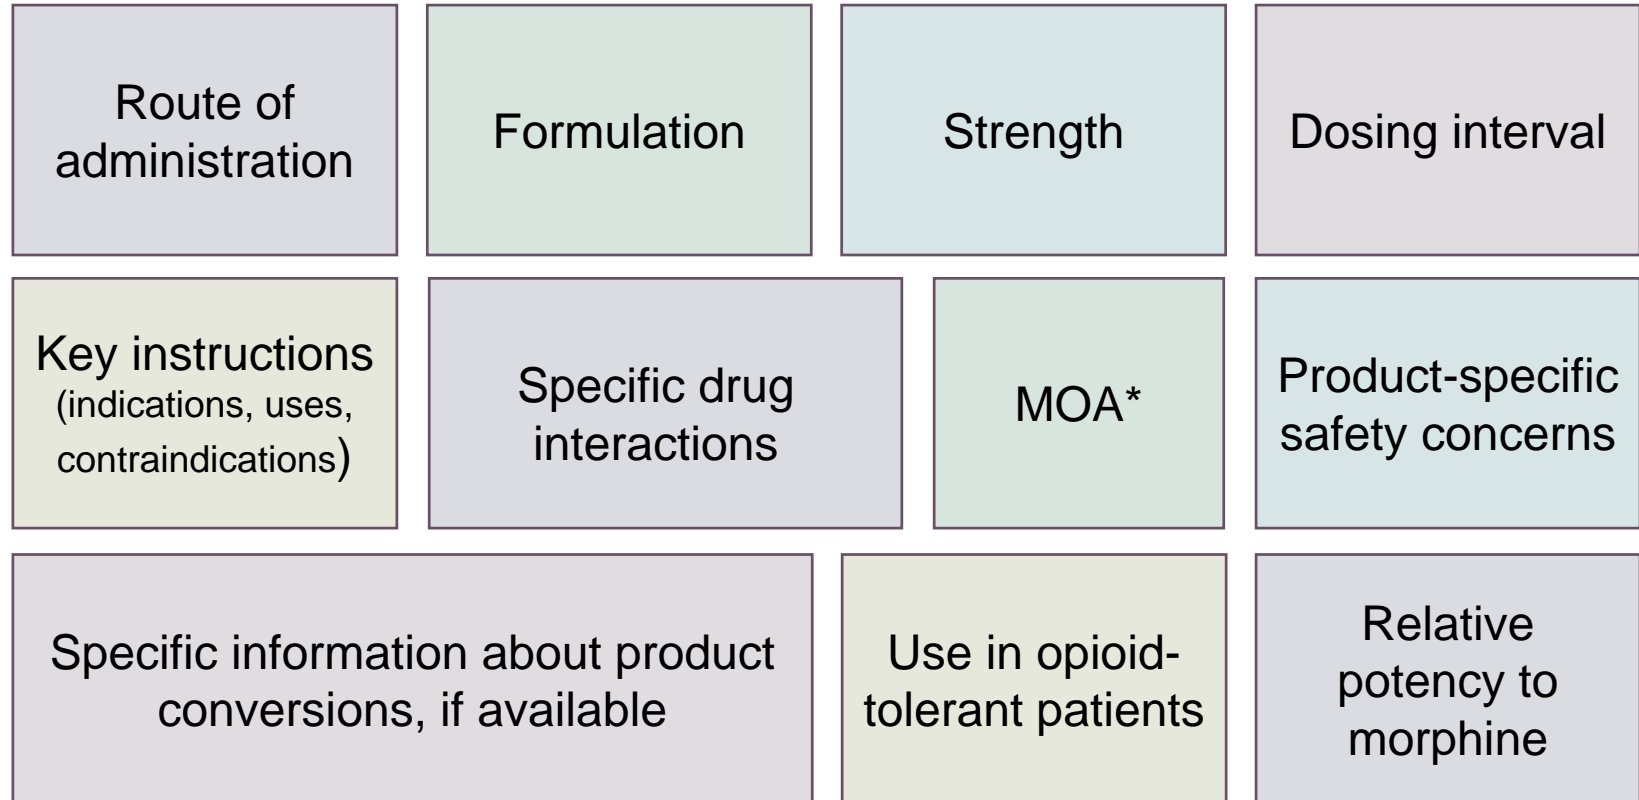 Route of
administration
Formulation
Strength
Dosing interval
Key instructions
(indications, uses,
contraindications)
Specific drug
interactions
MOA*
Product-specific
safety concerns
Specific information about product
conversions, if available
Use in opioid-
tolerant patients
Relative
potency to
morphine